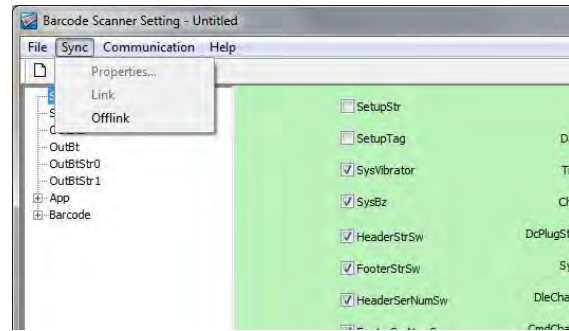 Barcode Scanner Setting - Untitled
File Sync Communication Help
Properties...
Link
Offlink
OutBt
OutBtStr0
OutBtStr1
App
Barcode
SetupStr
SetupTag
SysVibrator
SysBz
HeaderStrSw
DcPlugSt
FooterStrSw
Sy
HeaderSerNumSw
DleCha
CmdCha